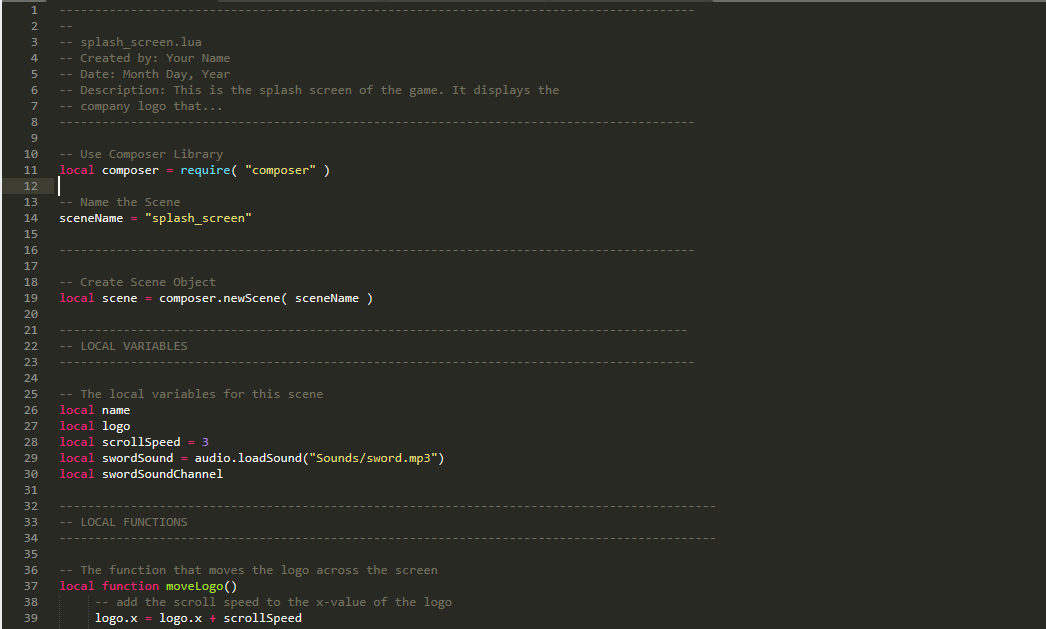 1 -----------------------------------------------------------------------------------------
2 --
3 -- splash_screen.lua
4 -- Created by: Your Name
5 -- Date: Month Day, Year
6 -- Description: This is the splash screen of the game. It displays the
7 -- company logo that...
8 -----------------------------------------------------------------------------------------
9
10 -- Use Composer Library
11 local composer = require( "composer" )
12
13 -- Name the Scene
14 sceneName = "splash_screen"
15
16 -----------------------------------------------------------------------------------------
17
18 -- Create Scene Object
19 local scene = composer.newScene( sceneName )
20
21 ----------------------------------------------------------------------------------------
22 -- LOCAL VARIABLES
23 -----------------------------------------------------------------------------------------
24
25 -- The local variables for this scene
26 local name
27 local logo
28 local scrollSpeed = 3
29 local swordSound = audio.loadSound("Sounds/sword.mp3")
30 local swordSoundChannel
31
32 --------------------------------------------------------------------------------------------
33 -- LOCAL FUNCTIONS
34 --------------------------------------------------------------------------------------------
35
36 -- The function that moves the logo across the screen
37 local function moveLogo()
38     -- add the scroll speed to the x-value of the logo
39     logo.x = logo.x + scrollSpeed